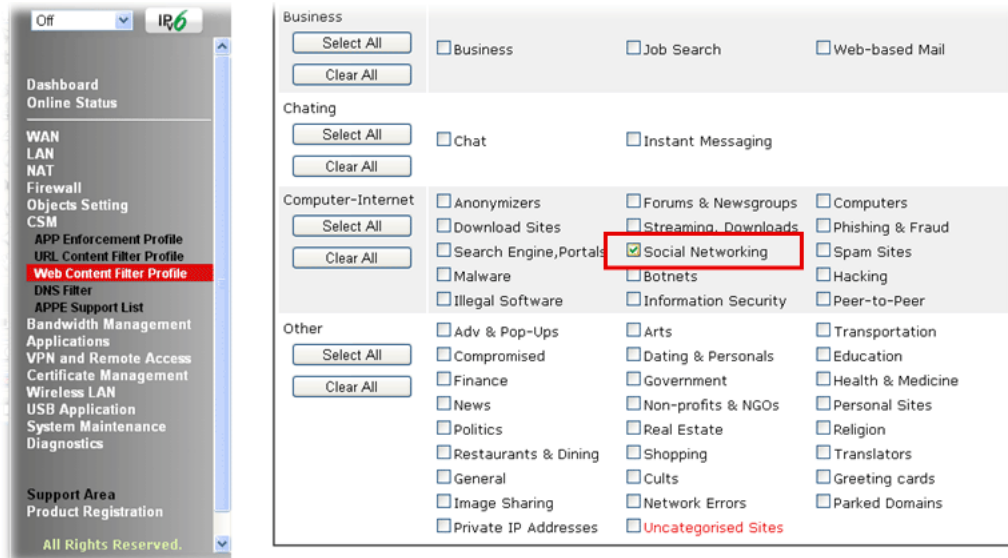 Off
IPv6
Dashboard
Online Status
WAN
LAN
NAT
Firewall
Objects Setting
CSM
APP Enforcement Profile
URL Content Filter Profile
Web Content Filter Profile
DNS Filter
APPE Support List
Bandwidth Management
Applications
VPN and Remote Access
Certificate Management
Wireless LAN
USB Application
System Maintenance
Diagnostics
Support Area
Product Registration
All Rights Reserved.
Business
Select All
Clear All
Business Job Search Web-based Mail
Chating
Select All
Clear All
Chat Instant Messaging
Computer-Internet
Select All
Clear All
Anonymizers Forums & Newsgroups Computers
Download Sites Streaming, Downloads Phishing & Fraud
Search Engine,Portals Social Networking Spam Sites
Malware Botnets Hacking
Illegal Software Information Security Peer-to-Peer
Other
Select All
Clear All
Adv & Pop-Ups Arts Transportation
Compromised Dating & Personals Education
Finance Government Health & Medicine
News Non-profits & NGOs Personal Sites
Politics Real Estate Religion
Restaurants & Dining Shopping Translators
General Cults Greeting cards
Image Sharing Network Errors Parked Domains
Private IP Addresses Uncategorised Sites